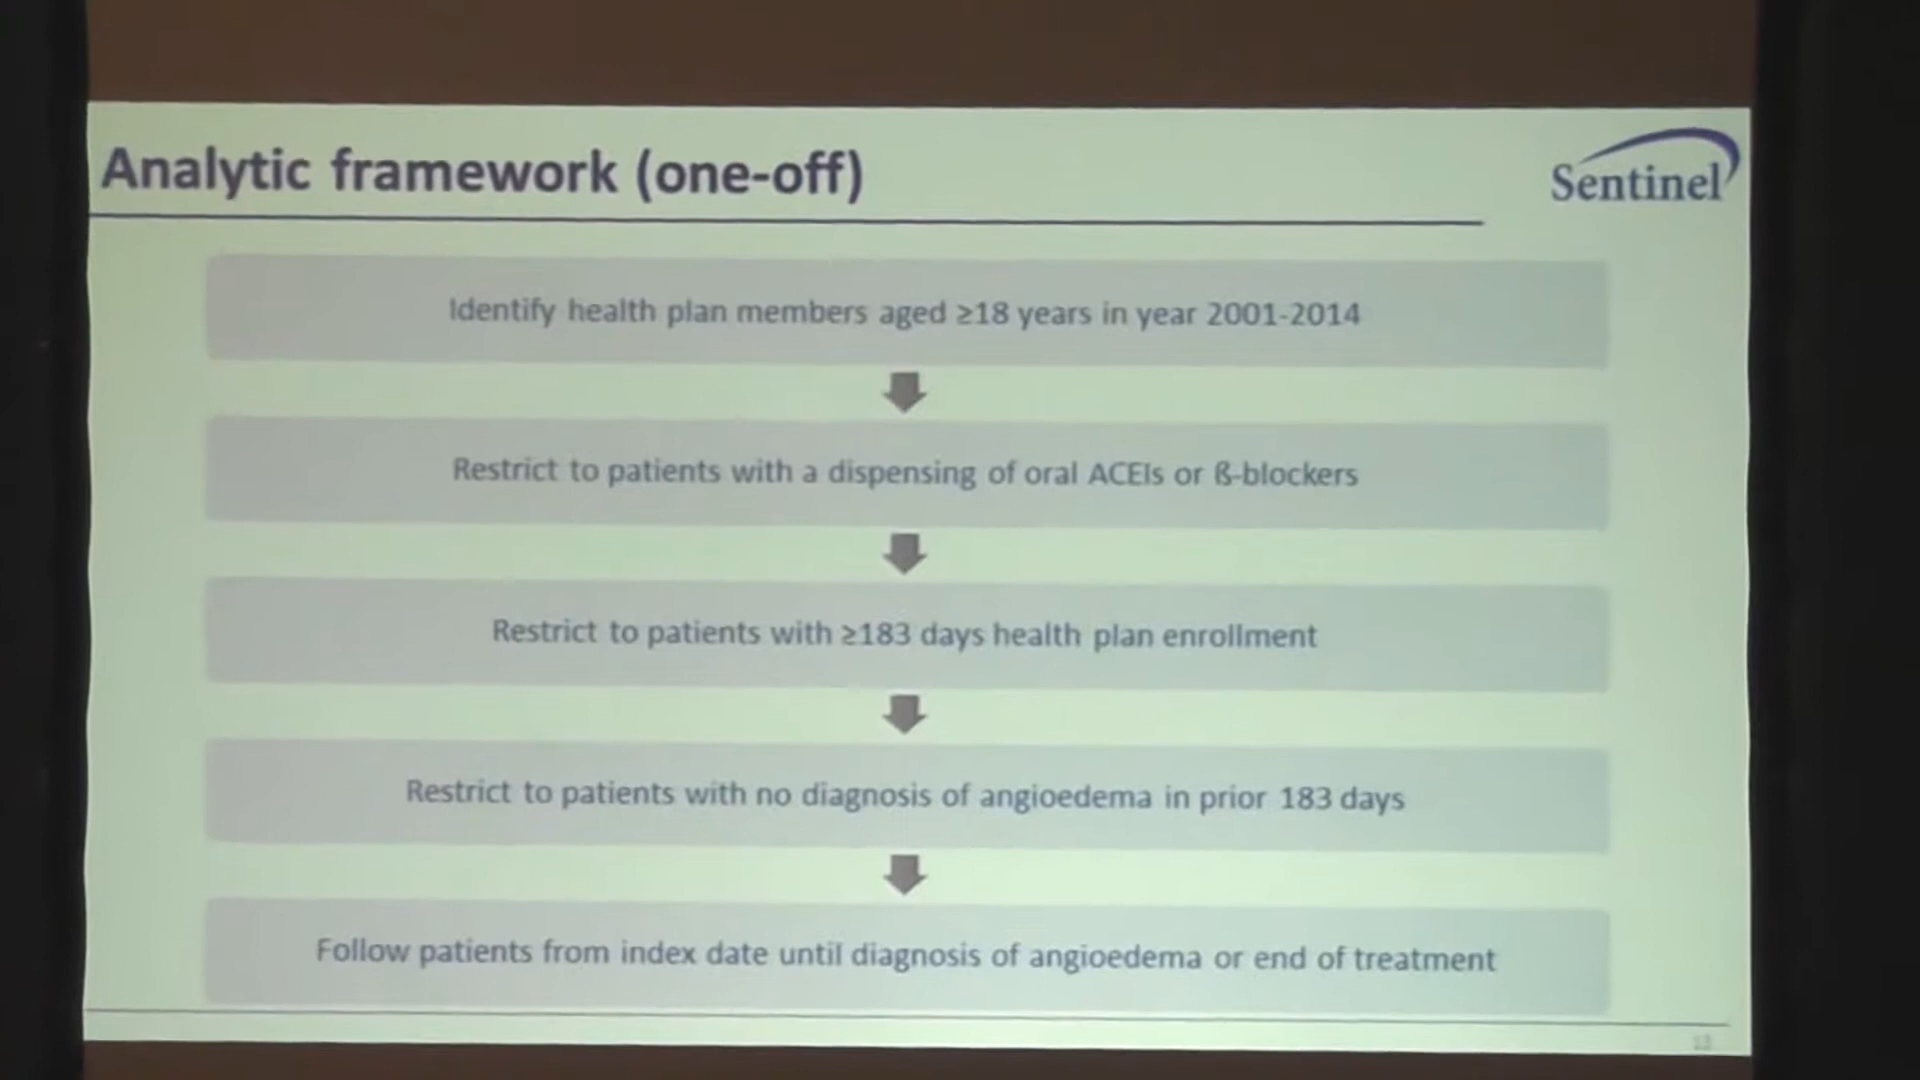 Analytic framework (one-off)
Sentinel
Identify health plan members aged ≥18 years in year 2001-2014
Restrict to patients with a dispensing of oral ACEIs or ß-blockers
Restrict to patients with ≥183 days health plan enrollment
Restrict to patients with no diagnosis of angioedema in prior 183 days
Follow patients from index date until diagnosis of angioedema or end of treatment